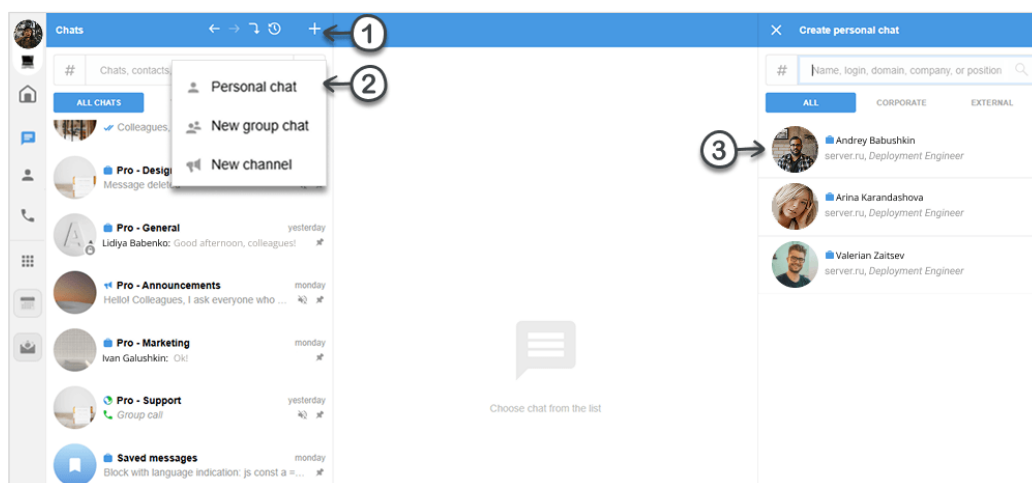 Chats
1
Create personal chat
#
Chats, contacts,
2
Personal chat
New group chat
New channel
#
Name, login, domain, company, or position
ALL CHATS
ALL
CORPORATE
EXTERNAL
Colleagues,
3
Andrey Babushkin
server.ru, Deployment Engineer
Pro - Desig
Message deleti
Arina Karandashova
server.ru, Deployment Engineer
Pro - General
yesterday
Lidiya Babenko: Good afternoon, colleagues!
Valerian Zaitsev
server.ru, Deployment Engineer
Pro - Announcements
monday
Hello! Colleagues, I ask everyone who ...
Pro - Marketing
monday
Ivan Galushkin: Ok!
Pro - Support
yesterday
Group call
Choose chat from the list
Saved messages
monday
Block with language indication: js const a =...